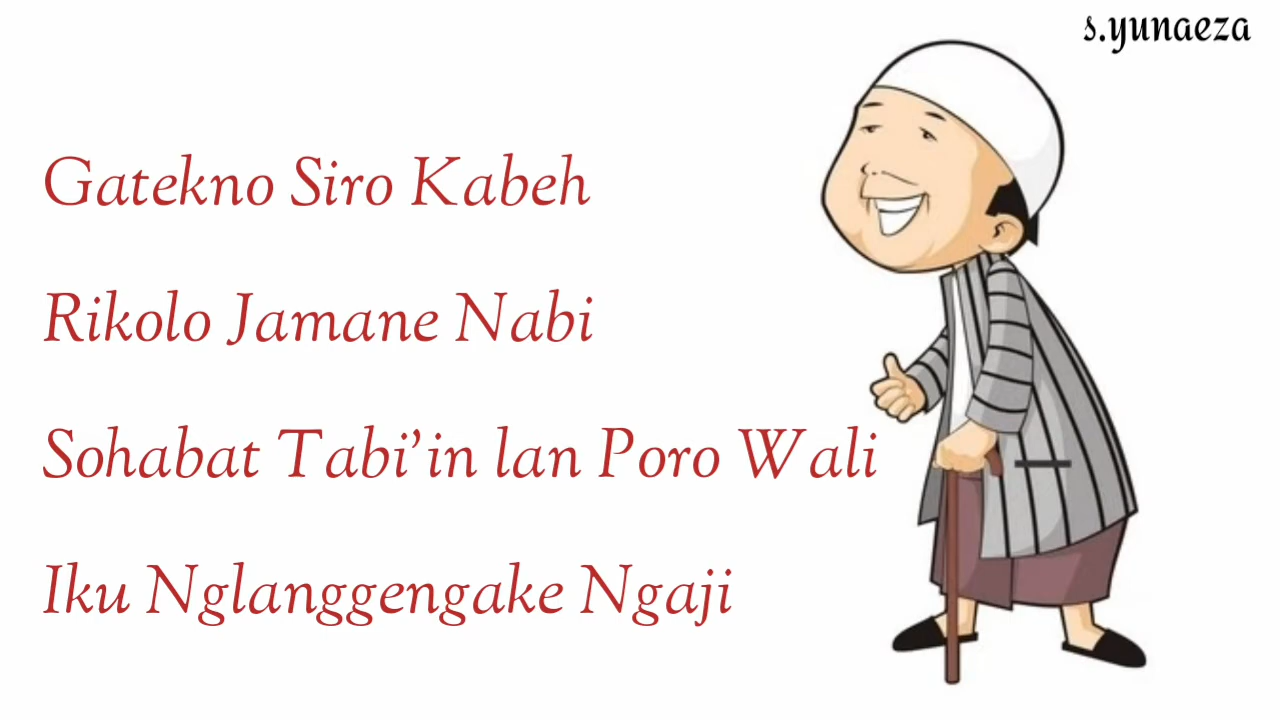 s.yunaeza
Gatekno Siro Kabeh
Rikolo Jamane Nabi
Sohabat Tabi'in lan Poro Wali
Iku Nglanggengake Ngaji